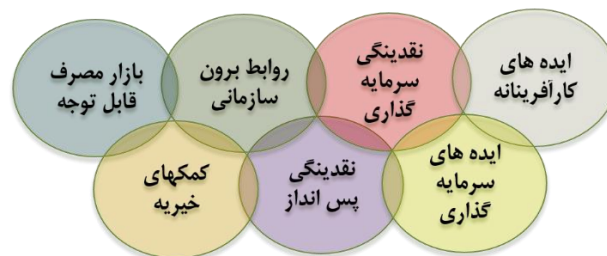 ایده های
کارآفرینانه
نقدینگی
سرمایه
گذاری
روابط برون
سازمانی
بازار مصرف
قابل توجه
ایده های
سرمایه
گذاری
نقدینگی
پس انداز
کمکهای
خیریه